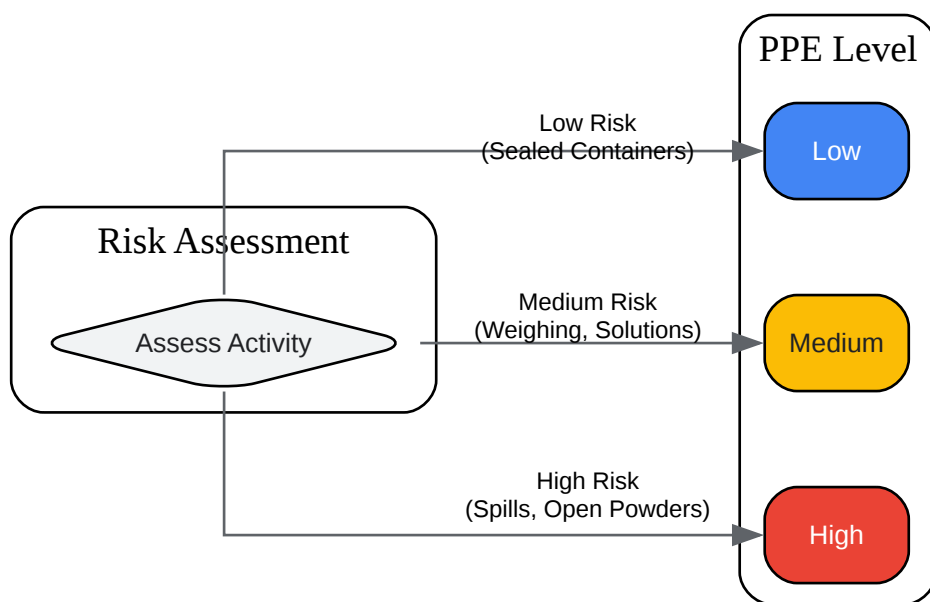 PPE Level
Low Risk
(Sealed Containers)
Low
Risk Assessment
Assess Activity
Medium Risk
(Weighing, Solutions)
Medium
High Risk
(Spills, Open Powders)
High